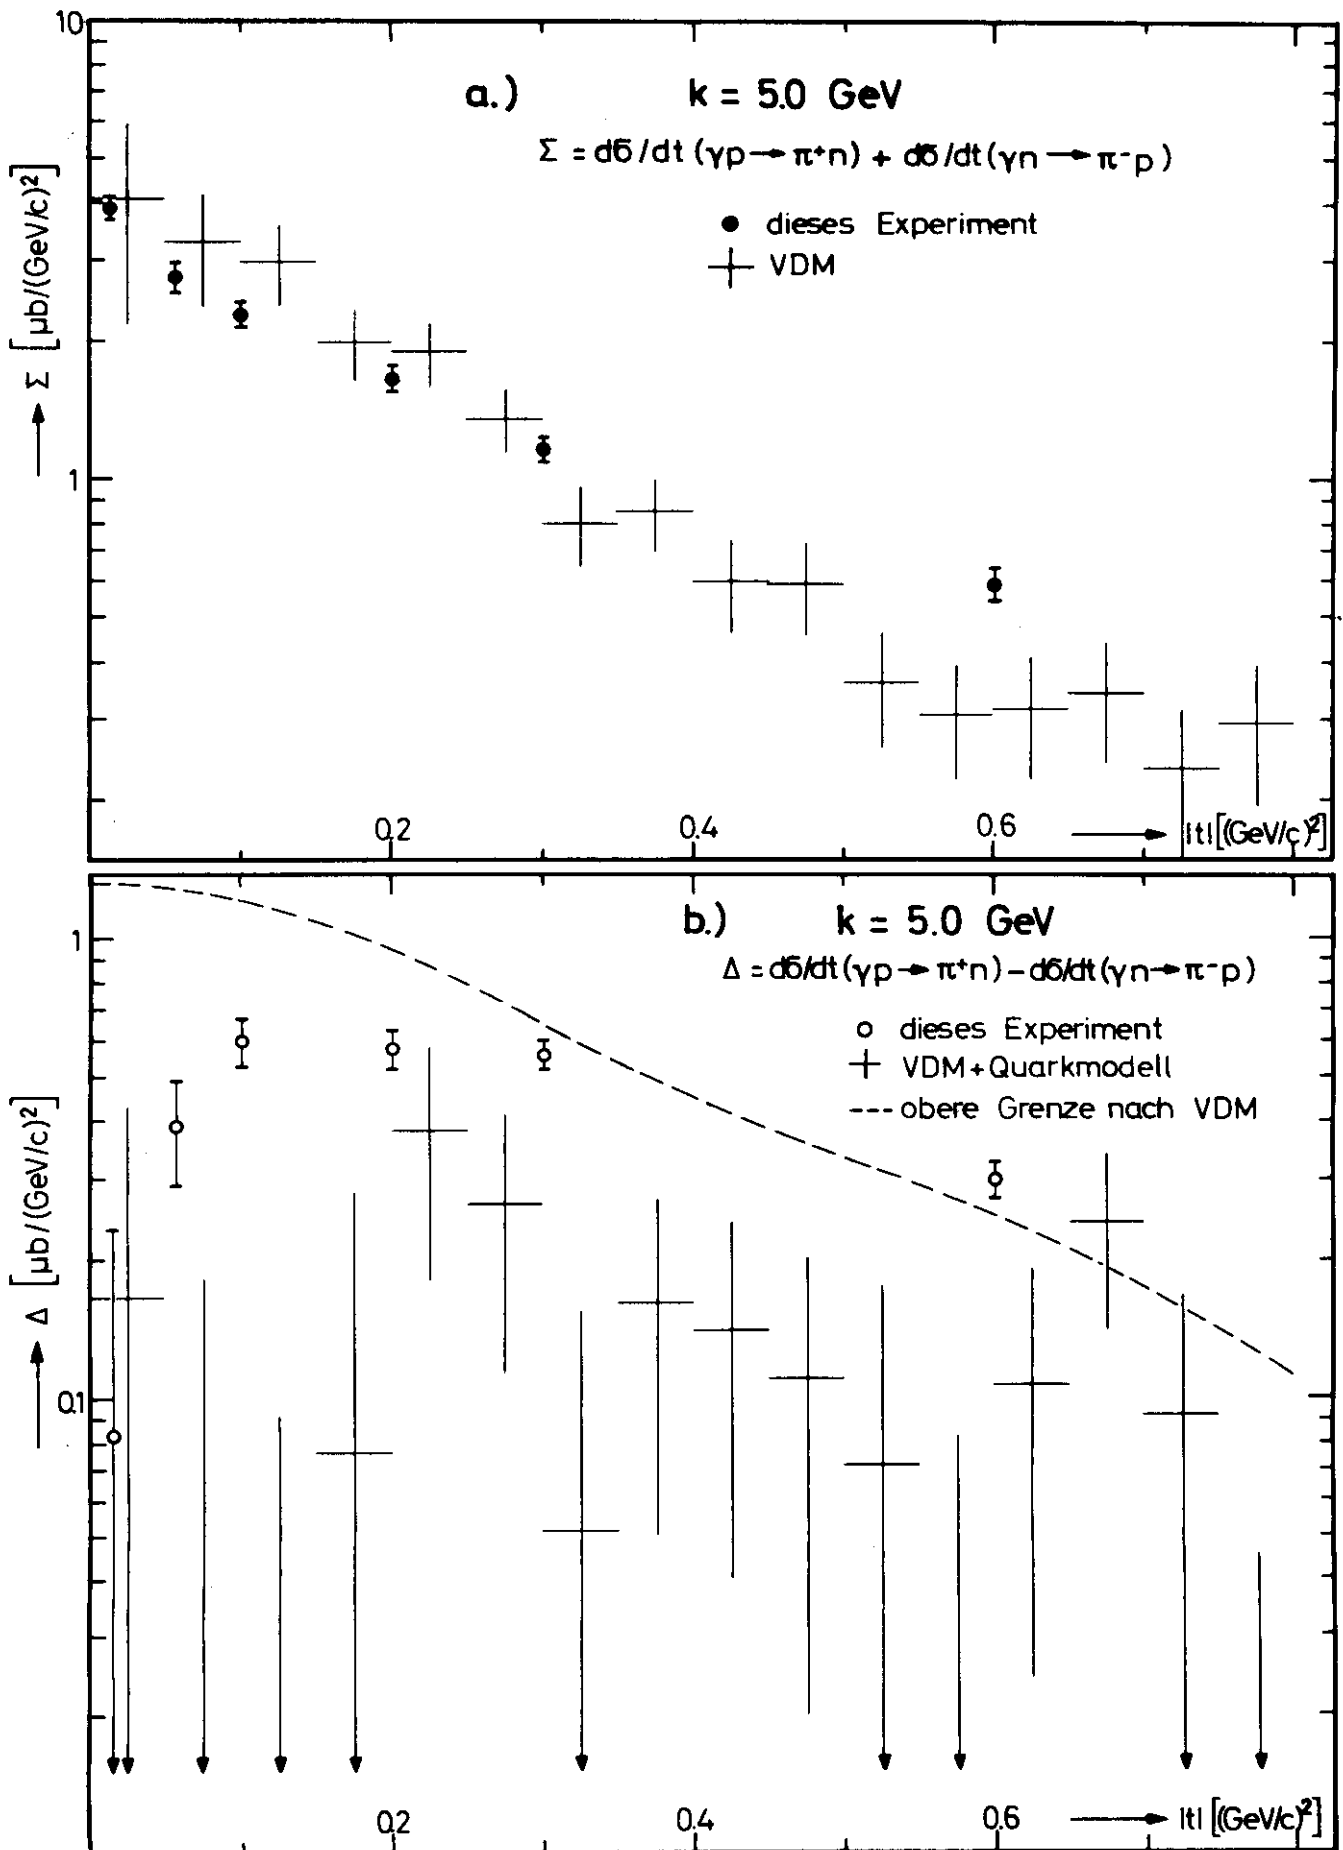 10
a.) k = 5.0 GeV
Σ = dσ/dt (γp → π⁺n) + dσ/dt (γn → π⁻p)
● dieses Experiment
VDM
→ Σ [μb/(GeV/c)²]
1
0.2 0.4 0.6 → |t| [(GeV/c)²]
b.) k = 5.0 GeV
1
Δ = dσ/dt (γp → π⁺n) – dσ/dt (γn → π⁻p)
○ dieses Experiment
VDM + Quarkmodell
--- obere Grenze nach VDM
→ Δ [μb/(GeV/c)²]
0.1
0.2 0.4 0.6 → |t| [(GeV/c)²]